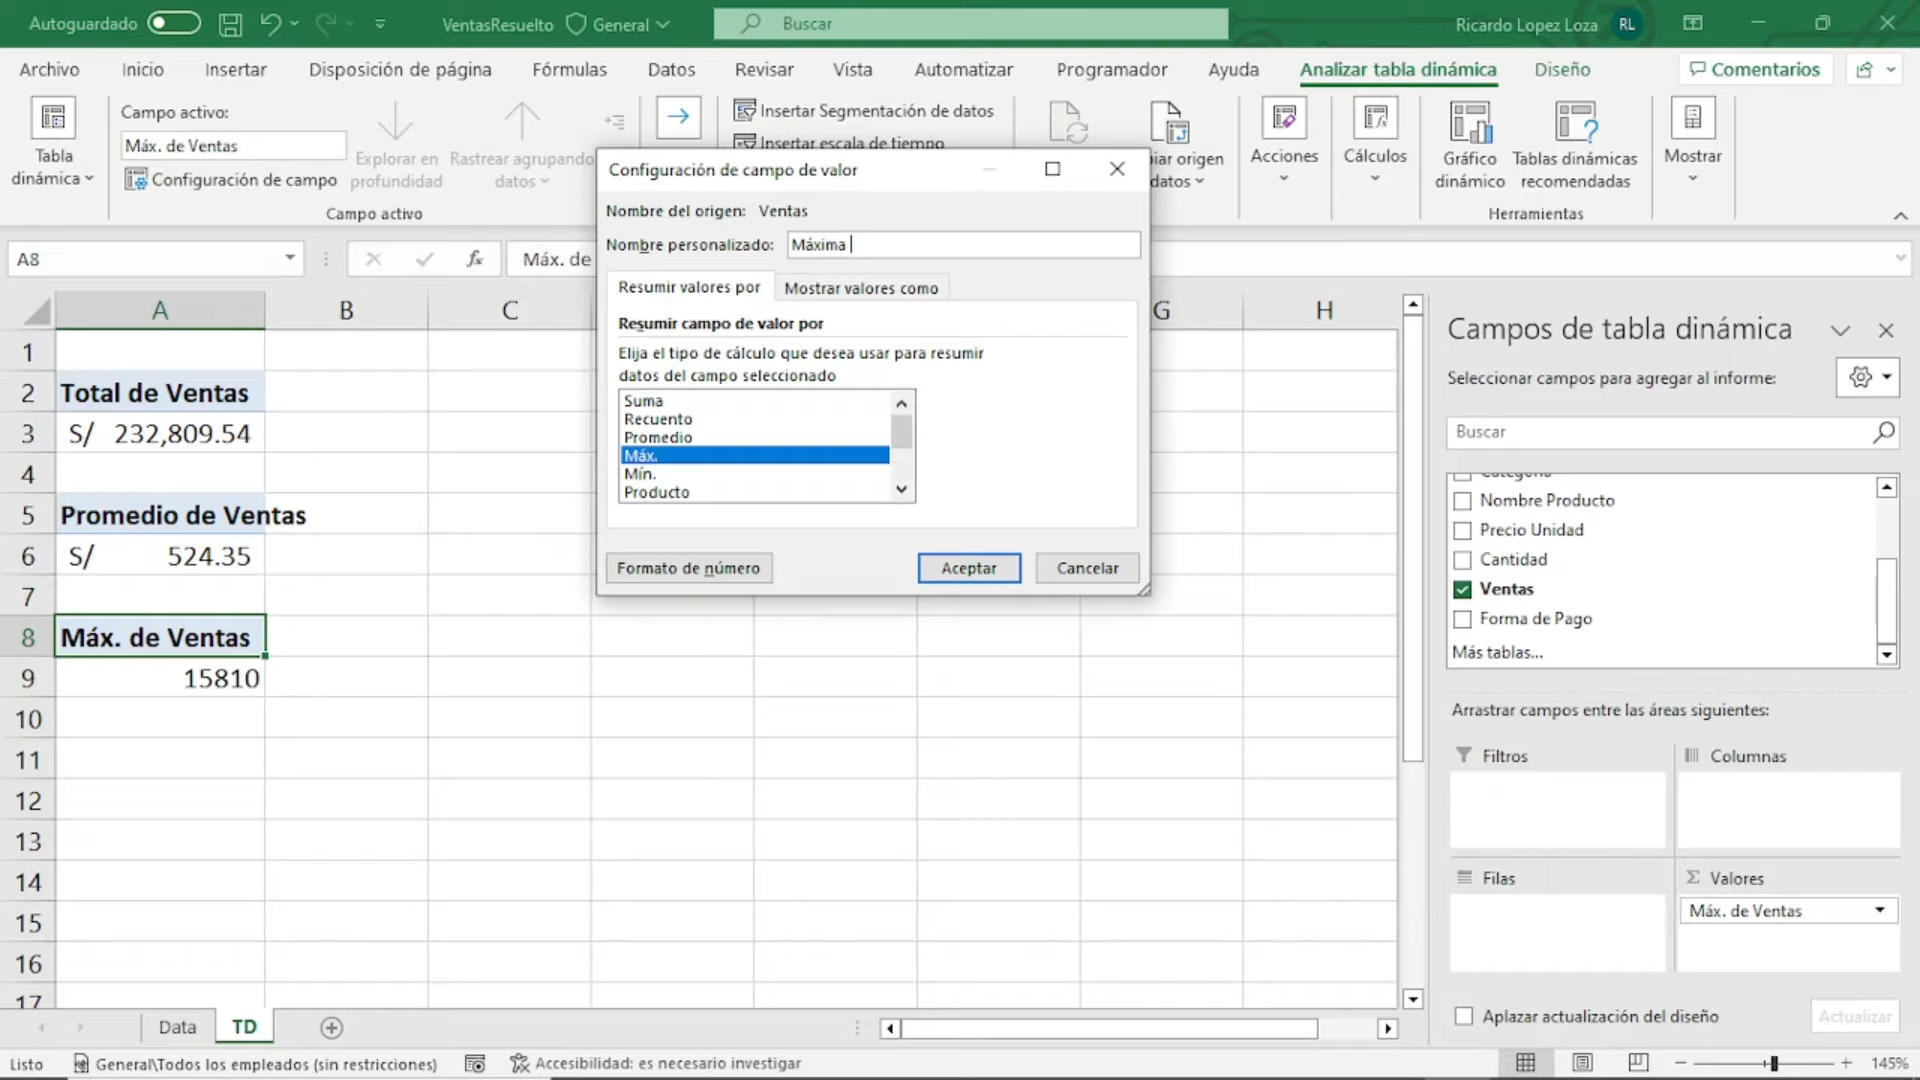 Autoguardado VentasResuelto General Buscar Ricardo Lopez Loza RL
Archivo Inicio Insertar Disposición de página Fórmulas Datos Revisar Vista Automatizar Programador Ayuda Analizar tabla dinámica Diseño Comentarios
Tabla
dinámica
Campo activo:
Máx. de Ventas
Configuración de campo
Explorar en
profundidad
Rastrear agrupando
datos
Campo activo
Insertar Segmentación de datos
Insertar escala de tiempo
iar origen
datos
Acciones
Cálculos
Gráfico
dinámico
Tablas dinámicas
recomendadas
Herramientas
Mostrar
A8 fx Máx. de
Configuración de campo de valor
Nombre del origen: Ventas
Nombre personalizado: Máxima
Resumir valores por Mostrar valores como
Resumir campo de valor por
Elija el tipo de cálculo que desea usar para resumir
datos del campo seleccionado
Suma
Recuento
Promedio
Máx.
Mín.
Producto
Formato de número Aceptar Cancelar
A B C G H
1
2 Total de Ventas
3 S/ 232,809.54
4
5 Promedio de Ventas
6 S/ 524.35
7
8 Máx. de Ventas
9 15810
10
11
12
13
14
15
16
17
Campos de tabla dinámica
Seleccionar campos para agregar al informe:
Buscar
Categoría
Nombre Producto
Precio Unidad
Cantidad
Ventas
Forma de Pago
Más tablas...
Arrastrar campos entre las áreas siguientes:
Filtros Columnas
Filas Σ Valores
Máx. de Ventas
Aplazar actualización del diseño Actualizar
Data TD
Listo General\Todos los empleados (sin restricciones) Accesibilidad: es necesario investigar 145%